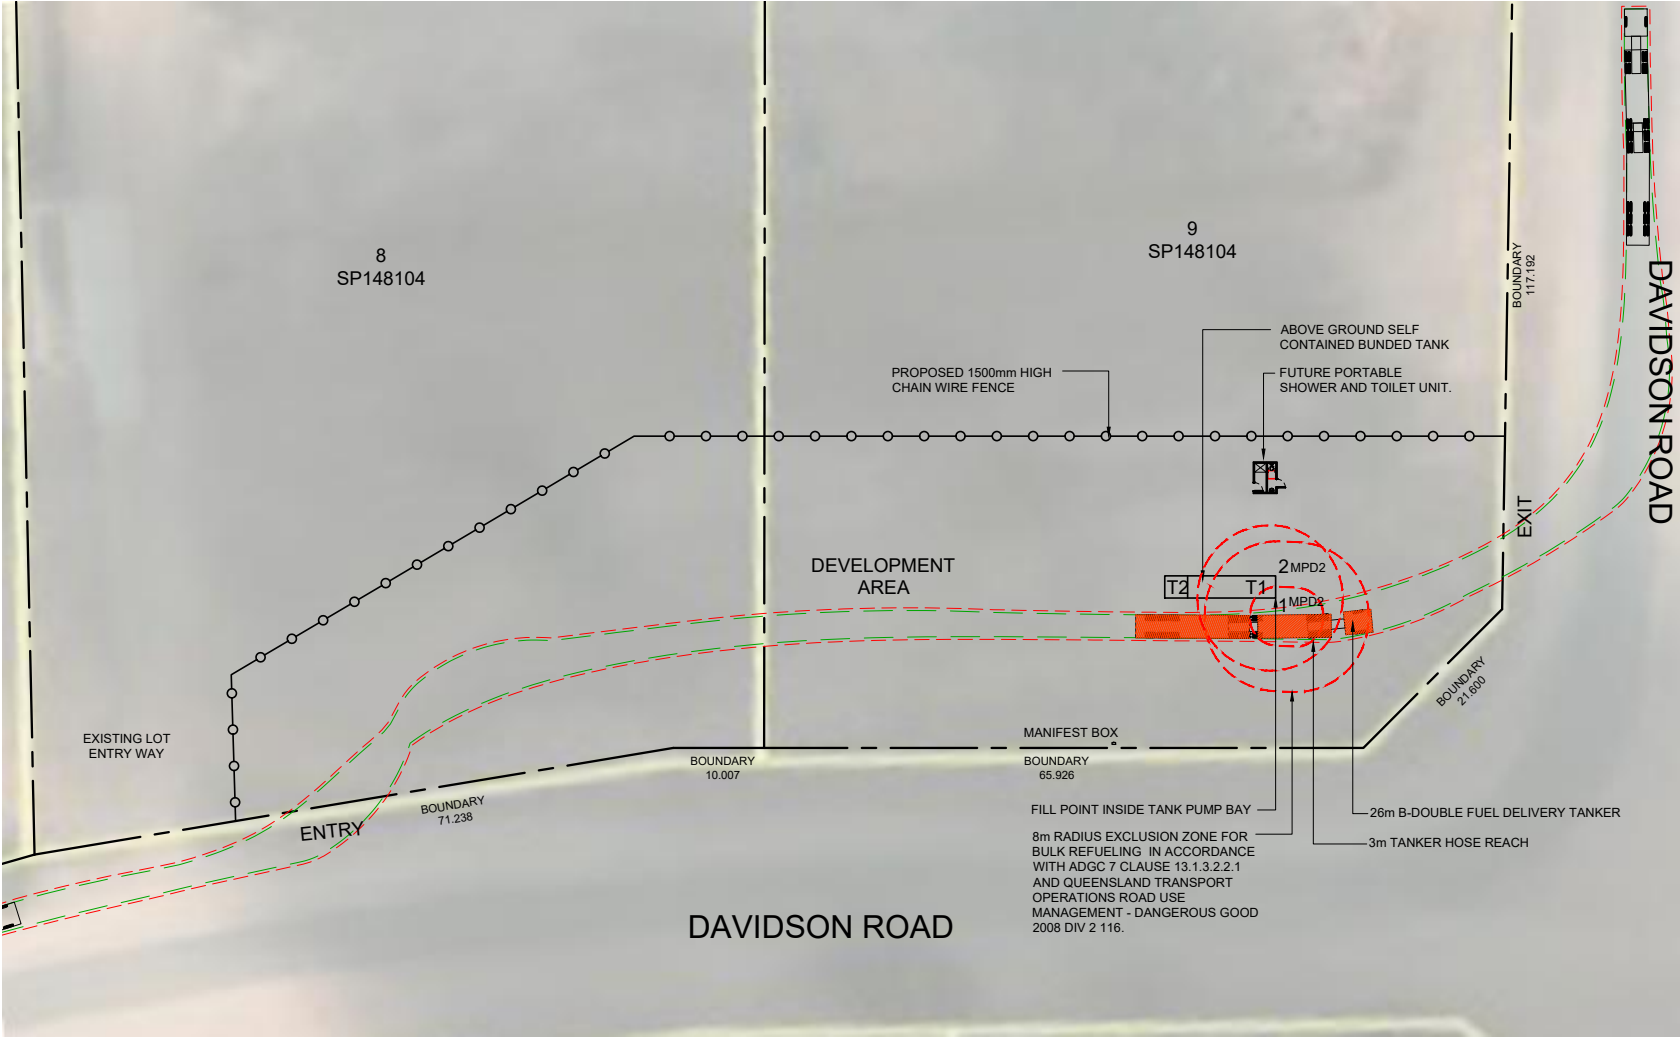 8
SP148104
9
SP148104
BOUNDARY
117.192
DAVIDSON ROAD
ABOVE GROUND SELF
CONTAINED BUNDED TANK
PROPOSED 1500mm HIGH
CHAIN WIRE FENCE
FUTURE PORTABLE
SHOWER AND TOILET UNIT.
EXIT
DEVELOPMENT
AREA
2 MPD2
T2
T1
1 MPD2
BOUNDARY
21.600
EXISTING LOT
ENTRY WAY
MANIFEST BOX
BOUNDARY
10.007
BOUNDARY
65.926
BOUNDARY
71.238
ENTRY
FILL POINT INSIDE TANK PUMP BAY
26m B-DOUBLE FUEL DELIVERY TANKER
3m TANKER HOSE REACH
8m RADIUS EXCLUSION ZONE FOR
BULK REFUELING IN ACCORDANCE
WITH ADGC 7 CLAUSE 13.1.3.2.2.1
AND QUEENSLAND TRANSPORT
OPERATIONS ROAD USE
MANAGEMENT - DANGEROUS GOOD
2008 DIV 2 116.
DAVIDSON ROAD